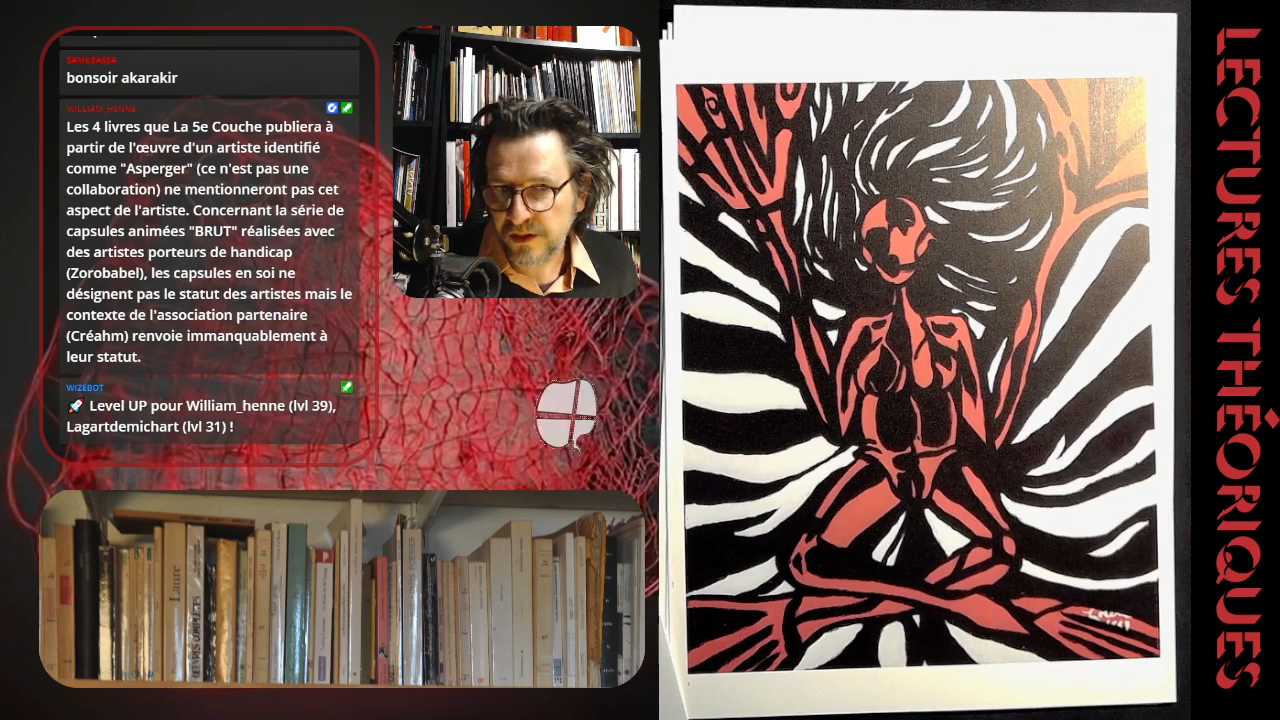 SAMUSASSA
bonsoir akarakir
WILLIAM_HENNE
Les 4 livres que La 5e Couche publiera à
partir de l'œuvre d'un artiste identifié
comme "Asperger" (ce n'est pas une
collaboration) ne mentionneront pas cet
aspect de l'artiste. Concernant la série de
capsules animées "BRUT" réalisées avec
des artistes porteurs de handicap
(Zorobabel), les capsules en soi ne
désignent pas le statut des artistes mais le
contexte de l'association partenaire
(Créahm) renvoie immanquablement à
leur statut.
WIZEBOT
Level UP pour William_henne (lvl 39),
Lagartdemichart (lvl 31) !
Laure
LECTURES THÉORIQUES